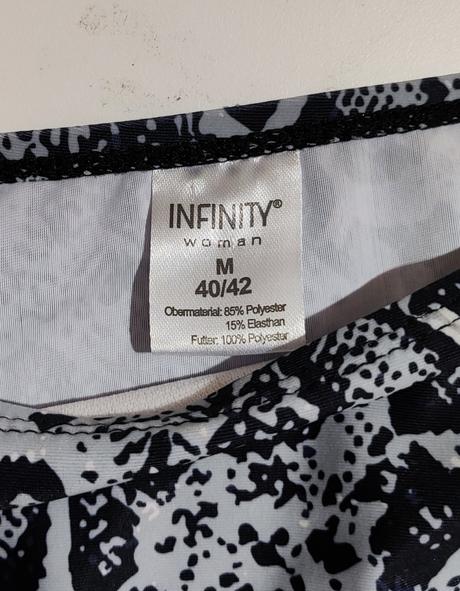 INFINITY®
woman
M
40/42
Obermaterial: 85% Polyester
15% Elasthan
Futter: 100% Polyester